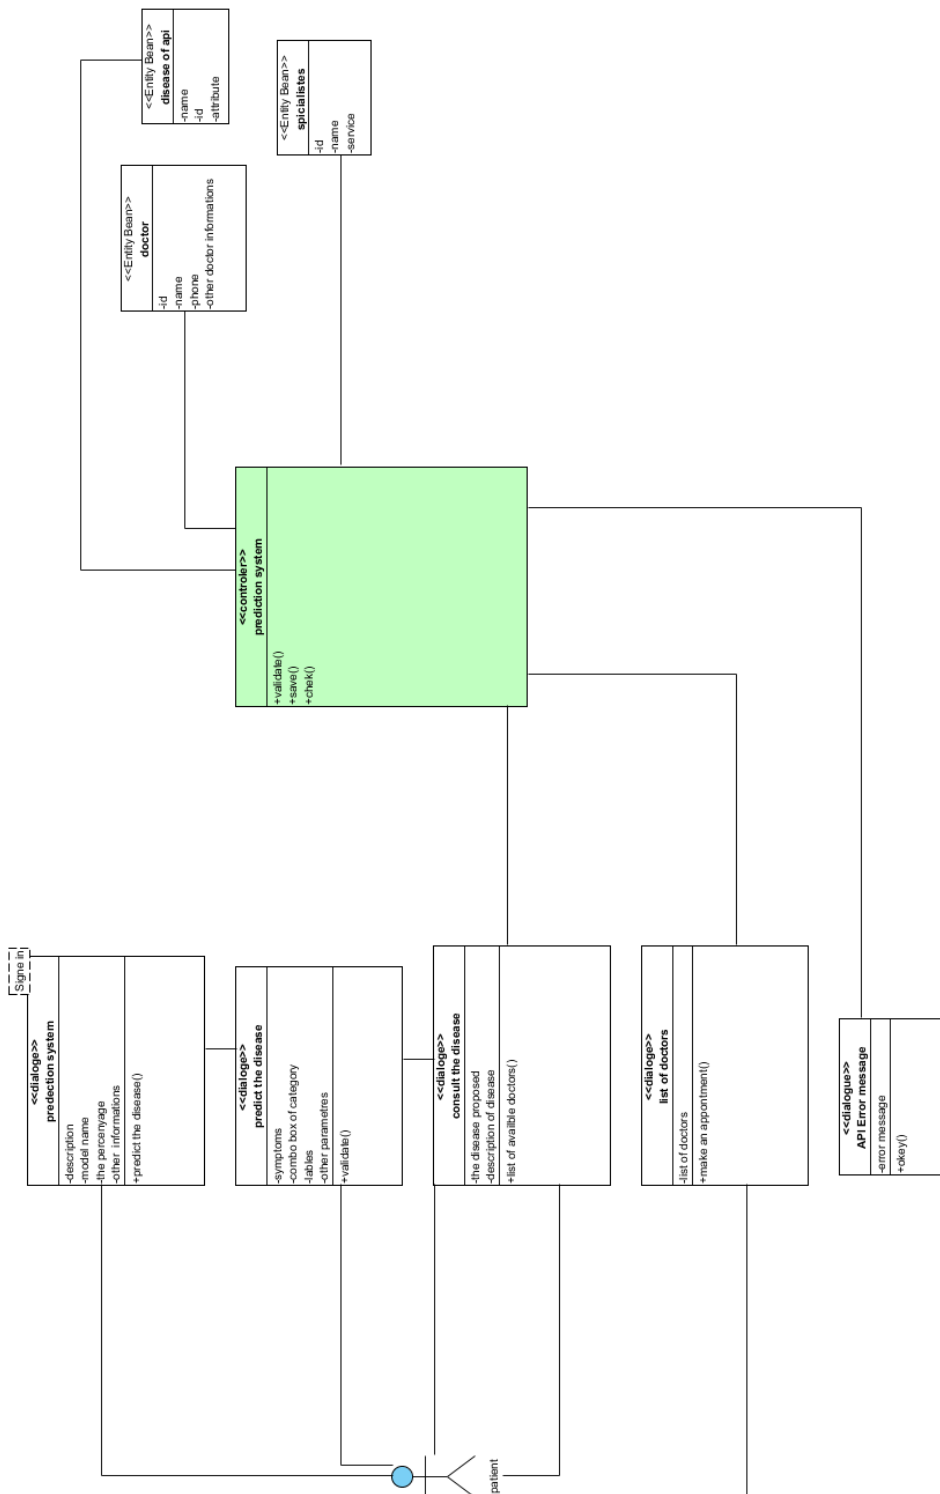 Signe in
<<dialoge>>
predection system
-description
-model name
-the percenyage
-other informations
+predict the disease()
<<dialoge>>
predict the disease
-symptoms
-combo box of category
-lables
-other parametres
+validate()
<<dialoge>>
consult the disease
-the disease proposed
-description of disease
+list of availble doctors()
<<dialoge>>
list of doctors
-list of doctors
+make an appontment()
<<dialogue>>
API Error message
-error message
+okey()
patient
<<controler>>
prediction system
+validate()
+save()
+chek()
<<Entity Bean>>
disease of api
-name
-id
-attribute
<<Entity Bean>>
doctor
-id
-name
-phone
-other doctor informations
<<Entity Bean>>
spicialistes
-id
-name
-service